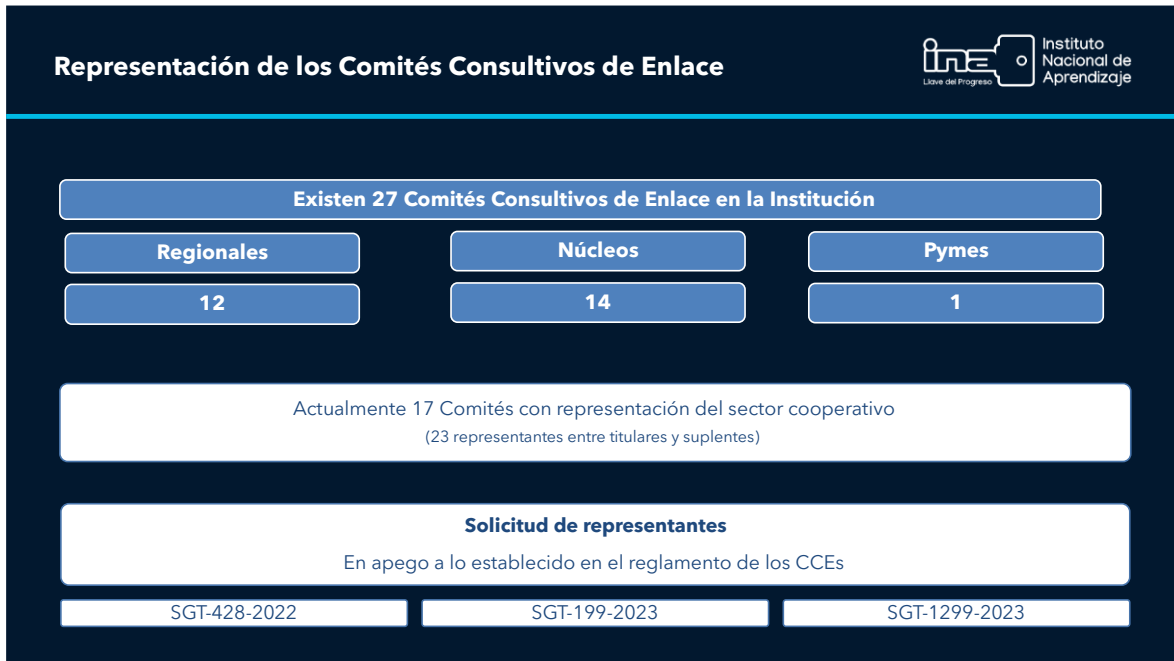 Representación de los Comités Consultivos de Enlace
ina
Llave del Progreso
Instituto
Nacional de
Aprendizaje
Existen 27 Comités Consultivos de Enlace en la Institución
Regionales
Núcleos
Pymes
12
14
1
Actualmente 17 Comités con representación del sector cooperativo
(23 representantes entre titulares y suplentes)
Solicitud de representantes
En apego a lo establecido en el reglamento de los CCEs
SGT-428-2022
SGT-199-2023
SGT-1299-2023